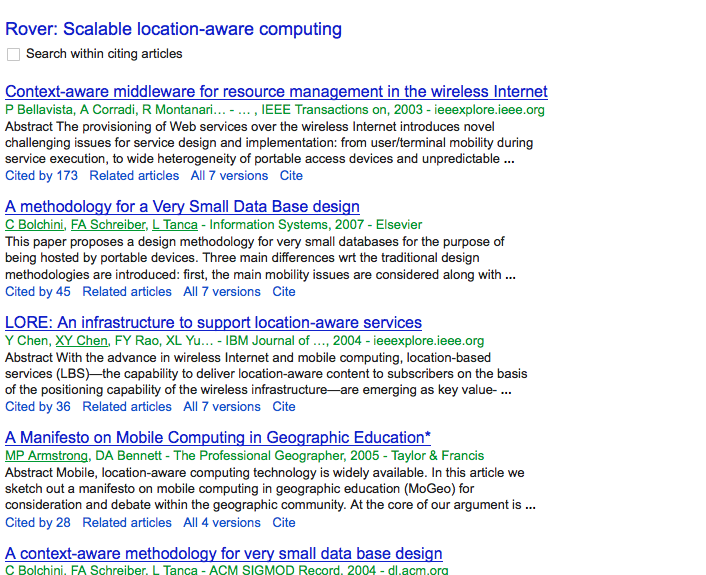 Rover: Scalable location-aware computing
Search within citing articles
Context-aware middleware for resource management in the wireless Internet
P Bellavista, A Corradi, R Montanari… - … , IEEE Transactions on, 2003 - ieeexplore.ieee.org
Abstract The provisioning of Web services over the wireless Internet introduces novel
challenging issues for service design and implementation: from user/terminal mobility during
service execution, to wide heterogeneity of portable access devices and unpredictable ...
Cited by 173 Related articles All 7 versions Cite
A methodology for a Very Small Data Base design
C Bolchini, FA Schreiber, L Tanca - Information Systems, 2007 - Elsevier
This paper proposes a design methodology for very small databases for the purpose of
being hosted by portable devices. Three main differences wrt the traditional design
methodologies are introduced: first, the main mobility issues are considered along with ...
Cited by 45 Related articles All 7 versions Cite
LORE: An infrastructure to support location-aware services
Y Chen, XY Chen, FY Rao, XL Yu… - IBM Journal of …, 2004 - ieeexplore.ieee.org
Abstract With the advance in wireless Internet and mobile computing, location-based
services (LBS)—the capability to deliver location-aware content to subscribers on the basis
of the positioning capability of the wireless infrastructure—are emerging as key value- ...
Cited by 36 Related articles All 7 versions Cite
A Manifesto on Mobile Computing in Geographic Education*
MP Armstrong, DA Bennett - The Professional Geographer, 2005 - Taylor & Francis
Abstract Mobile, location-aware computing technology is widely available. In this article we
sketch out a manifesto on mobile computing in geographic education (MoGeo) for
consideration and debate within the geographic community. At the core of our argument is ...
Cited by 28 Related articles All 4 versions Cite
A context-aware methodology for very small data base design
C Bolchini, FA Schreiber, L Tanca - ACM SIGMOD Record, 2004 - dl.acm.org